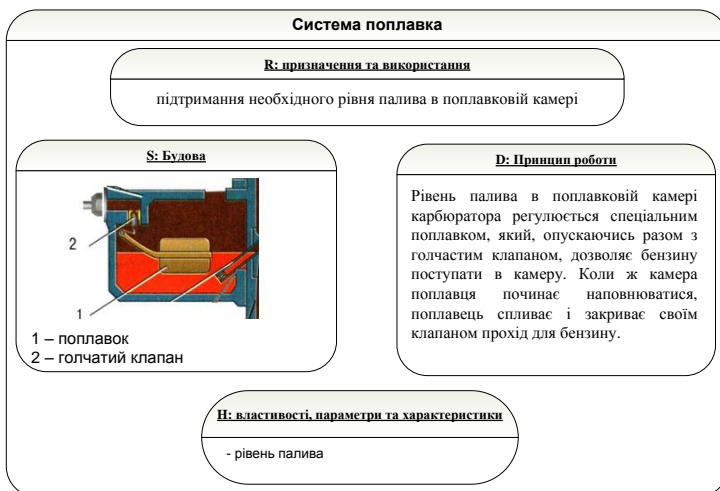 Система поплавка
R: призначення та використання
підтримання необхідного рівня палива в поплавковій камері
S: Будова
2
1
1 – поплавок
2 – голчатий клапан
D: Принцип роботи
Рівень палива в поплавковій камері
карбюратора регулюється спеціальним
поплавком, який, опускаючись разом з
голчастим клапаном, дозволяє бензину
поступати в камеру. Коли ж камера
поплавця починає наповнюватися,
поплавець спливає і закриває своїм
клапаном прохід для бензину.
H: властивості, параметри та характеристики
- рівень палива